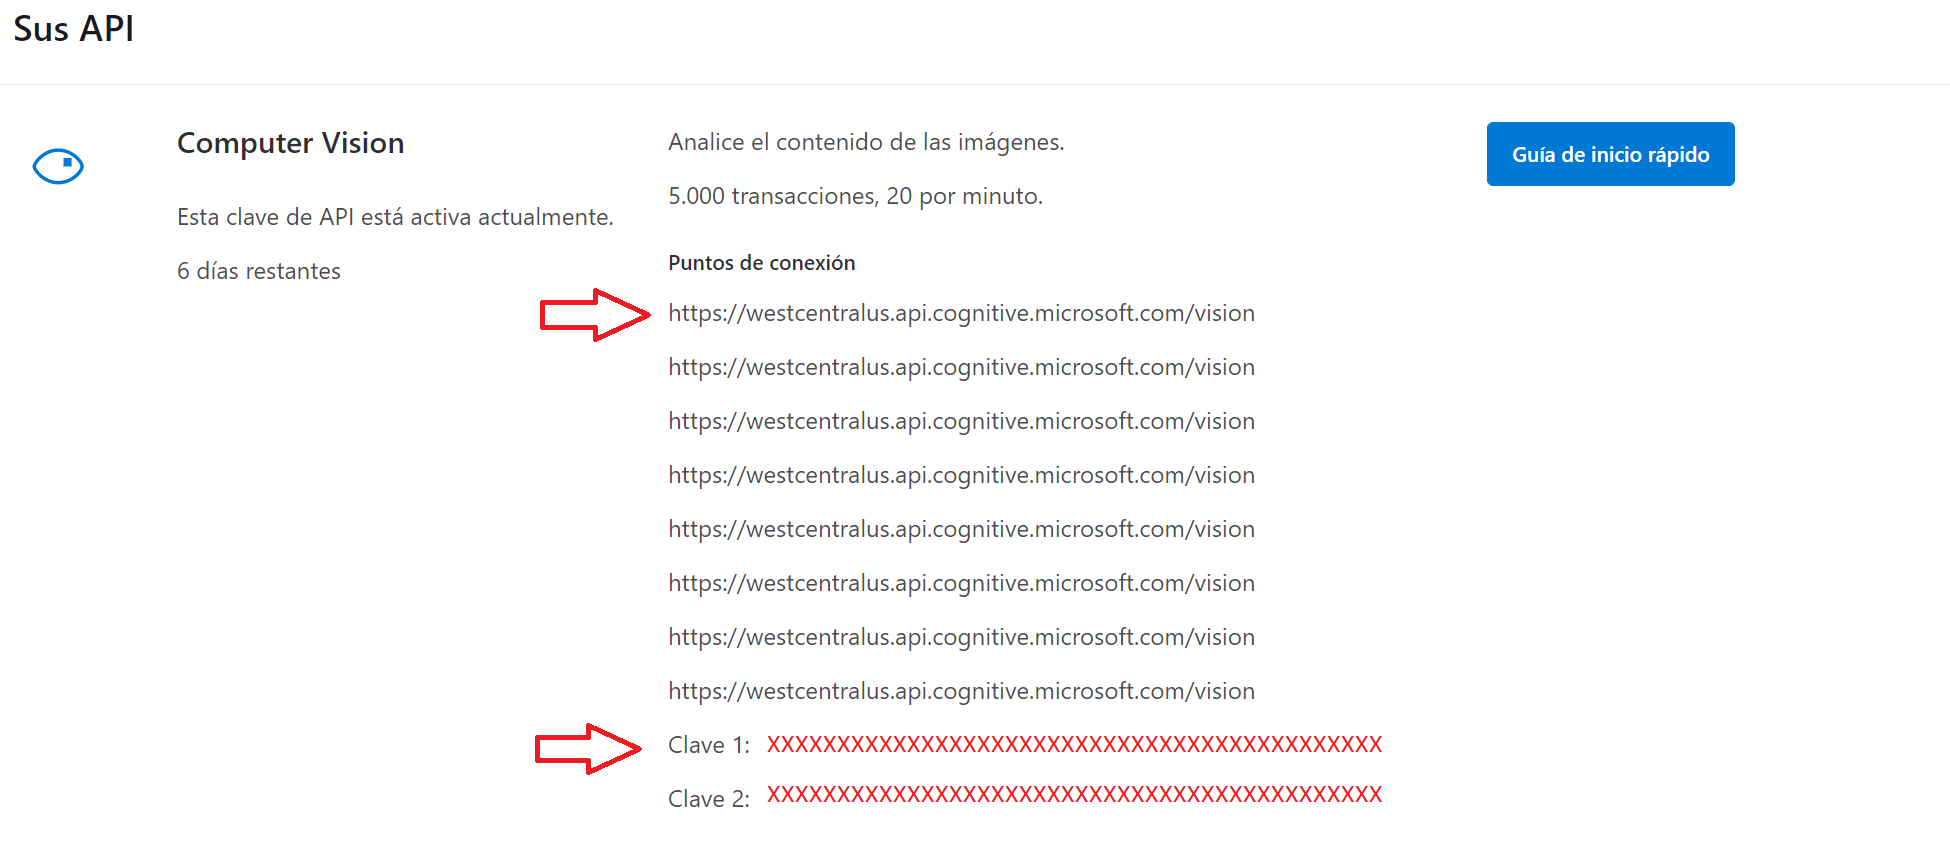 Sus API
Computer Vision
Esta clave de API está activa actualmente.
6 días restantes
Analice el contenido de las imágenes.
5.000 transacciones, 20 por minuto.
Puntos de conexión
https://westcentralus.api.cognitive.microsoft.com/vision
https://westcentralus.api.cognitive.microsoft.com/vision
https://westcentralus.api.cognitive.microsoft.com/vision
https://westcentralus.api.cognitive.microsoft.com/vision
https://westcentralus.api.cognitive.microsoft.com/vision
https://westcentralus.api.cognitive.microsoft.com/vision
https://westcentralus.api.cognitive.microsoft.com/vision
https://westcentralus.api.cognitive.microsoft.com/vision
Clave 1: XXXXXXXXXXXXXXXXXXXXXXXXXXXXXXXXXXXXXXXXXXXX
Clave 2: XXXXXXXXXXXXXXXXXXXXXXXXXXXXXXXXXXXXXXXXXXXX
Guía de inicio rápido